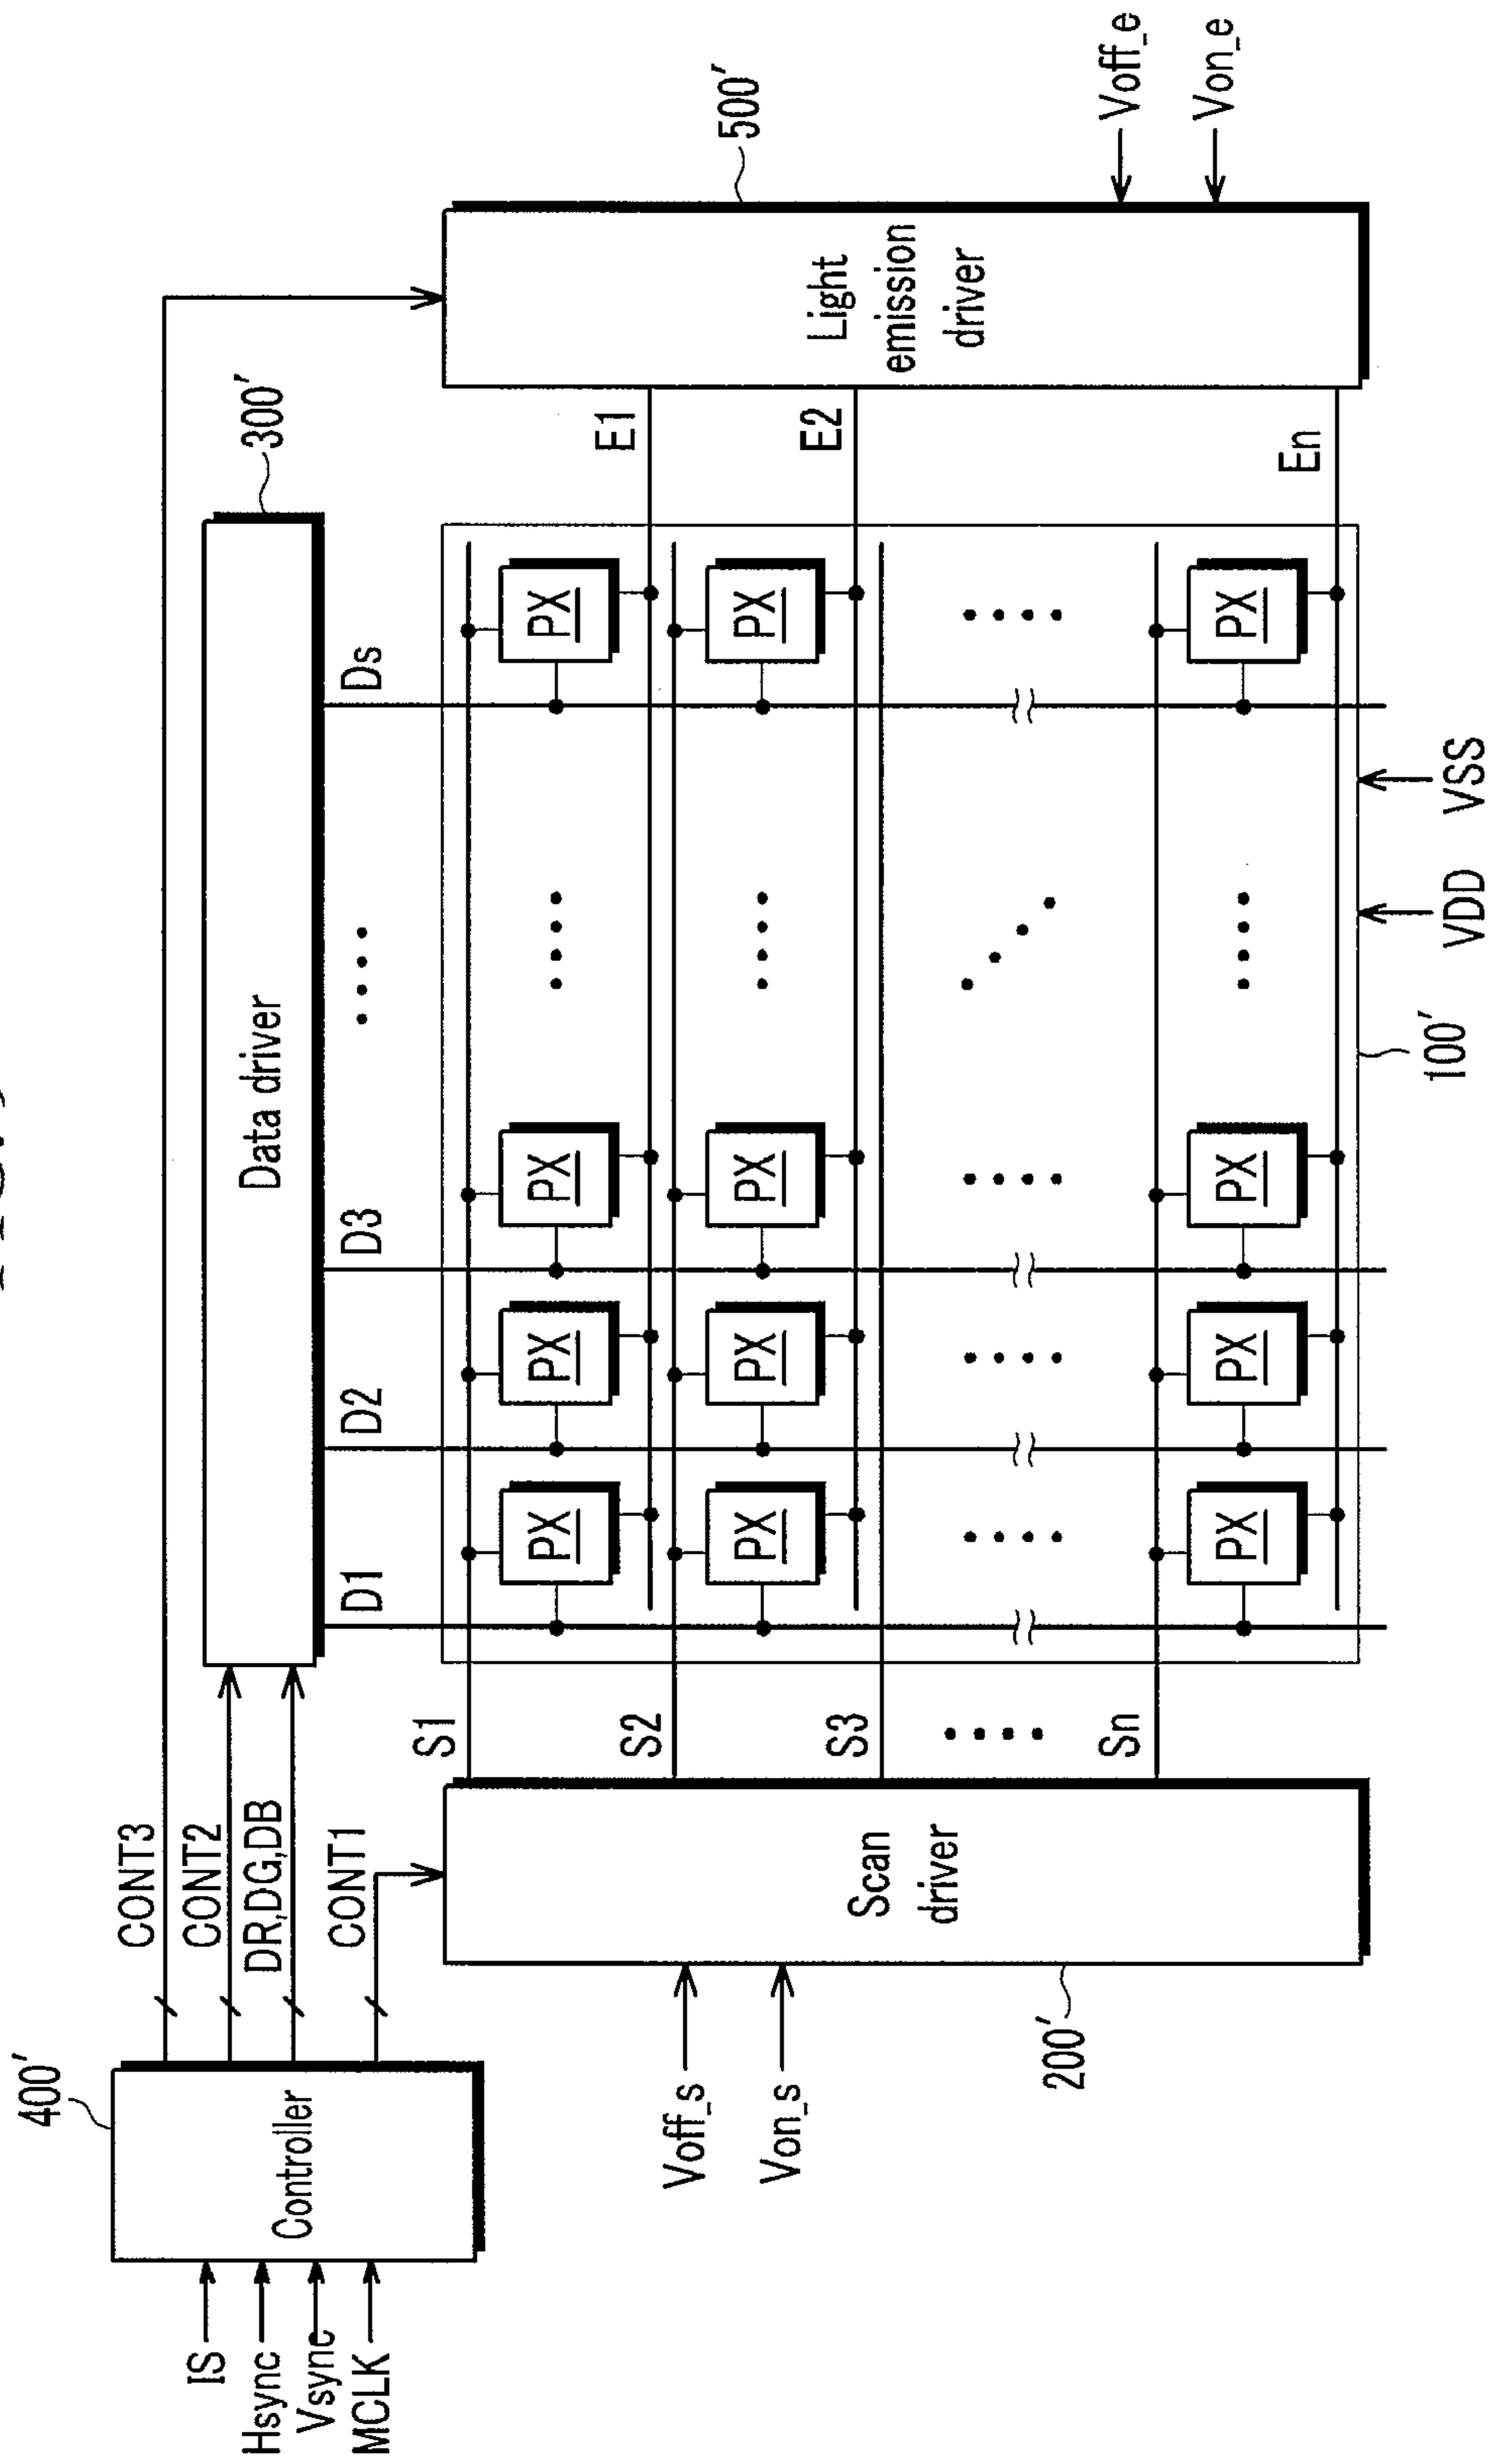 400'
CONT3
CONT2
DR,DG,DB
CONT1
IS
Hsync
Vsync
MCLK
Controller
Data driver
300'
D1
D2
D3
Ds
500'
Light
emission
driver
Voff_e
Von_e
Scan
driver
200'
Voff_s
Von_s
S1
S2
S3
Sn
E1
E2
En
PX
PX
PX
PX
PX
PX
PX
PX
PX
PX
PX
PX
100'
VDD
VSS